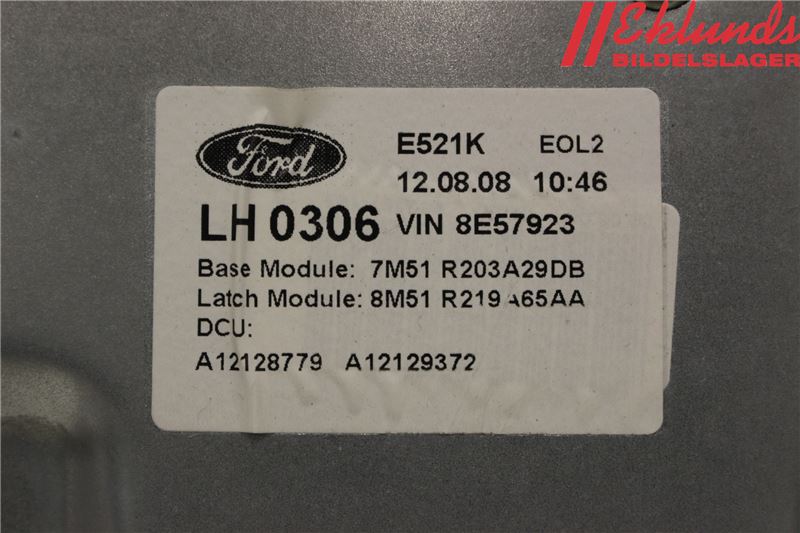 Eklunds
BILDELSLAGER
Ford
E521K EOL2
12.08.08 10:46
LH 0306 VIN 8E57923
Base Module: 7M51 R203A29DB
Latch Module: 8M51 R219 A65AA
DCU:
A12128779 A12129372